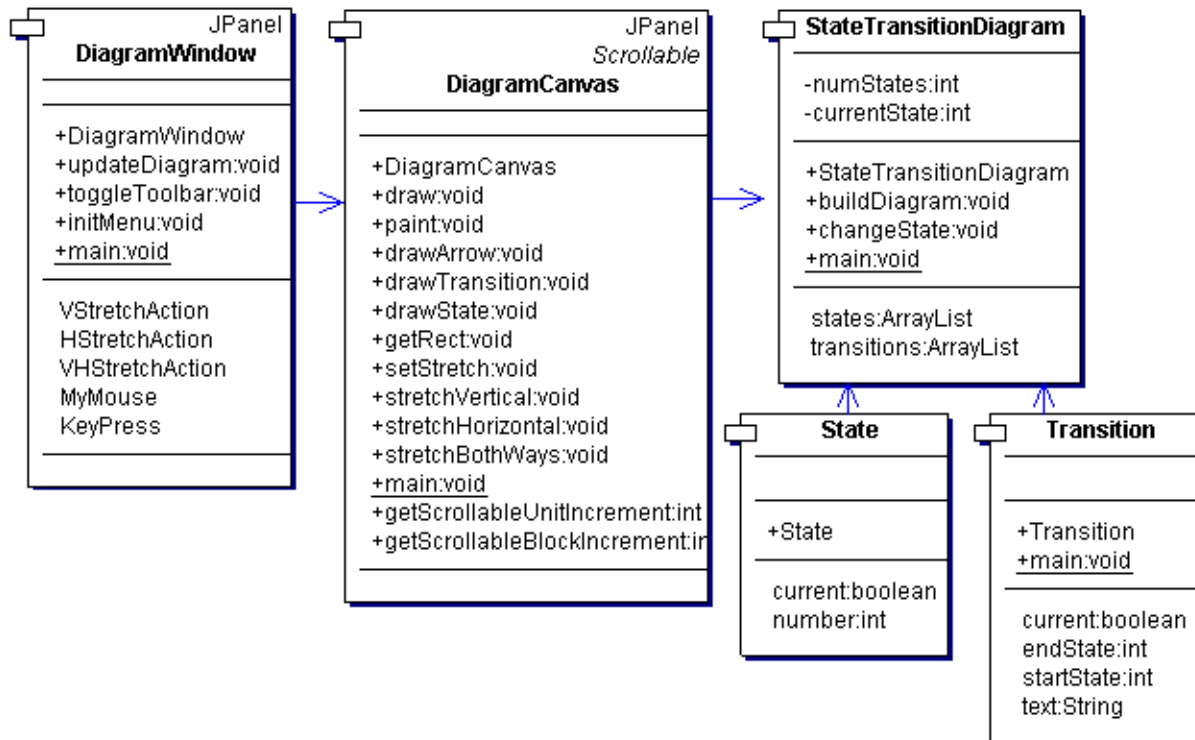 JPanel
DiagramWindow
+DiagramWindow
+updateDiagram:void
+toggleToolbar:void
+initMenu:void
+main:void
VStretchAction
HStretchAction
VHStretchAction
MyMouse
KeyPress
JPanel
Scrollable
DiagramCanvas
+DiagramCanvas
+draw:void
+paint:void
+drawArrow:void
+drawTransition:void
+drawState:void
+getRect:void
+setStretch:void
+stretchVertical:void
+stretchHorizontal:void
+stretchBothWays:void
+main:void
+getScrollableUnitIncrement:int
+getScrollableBlockIncrement:in
StateTransitionDiagram
-numStates:int
-currentState:int
+StateTransitionDiagram
+buildDiagram:void
+changeState:void
+main:void
states:ArrayList
transitions:ArrayList
State
+State
current:boolean
number:int
Transition
+Transition
+main:void
current:boolean
endState:int
startState:int
text:String